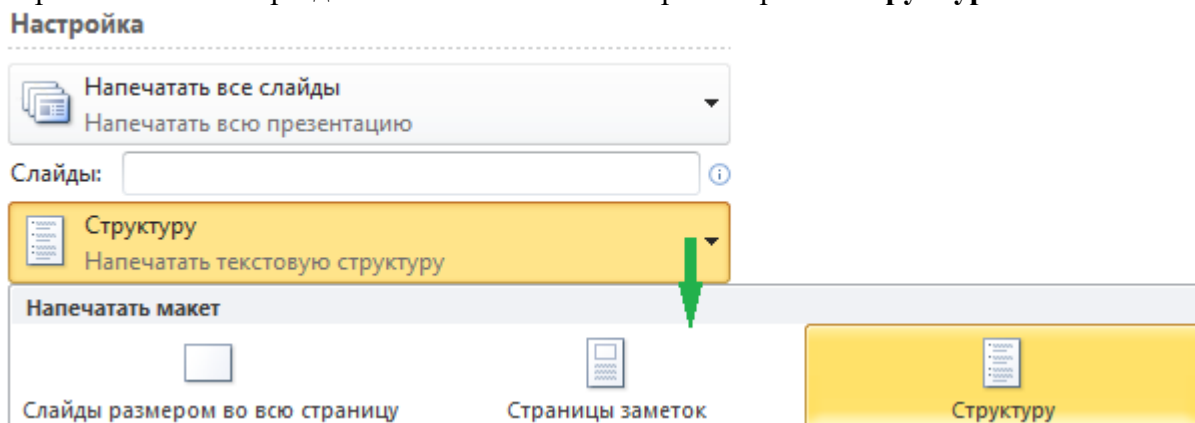 Настройка
Напечатать все слайды
Напечатать всю презентацию
Слайды:
Структуру
Напечатать текстовую структуру
Напечатать макет
Слайды размером во всю страницу Страницы заметок Структуру